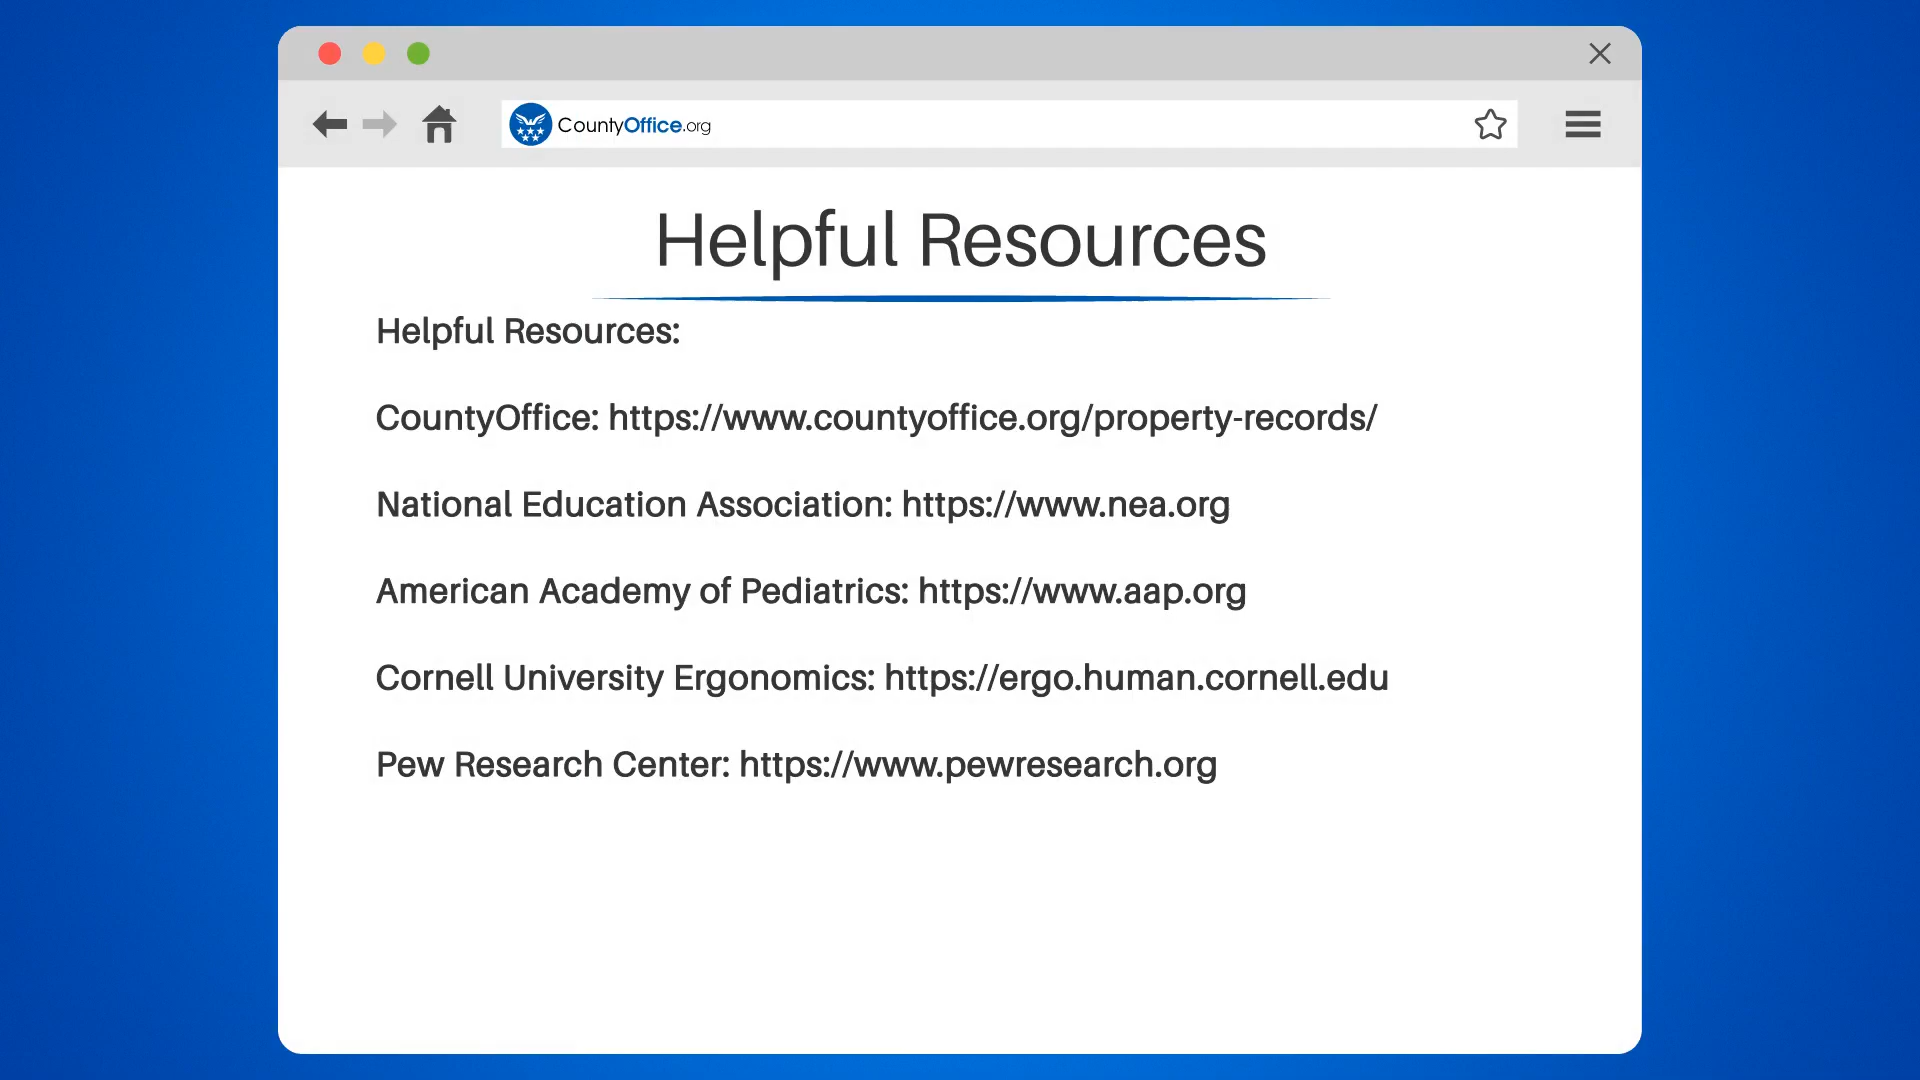 CountyOffice.org
Helpful Resources
Helpful Resources:
CountyOffice: https://www.countyoffice.org/property-records/
National Education Association: https://www.nea.org
American Academy of Pediatrics: https://www.aap.org
Cornell University Ergonomics: https://ergo.human.cornell.edu
Pew Research Center: https://www.pewresearch.org